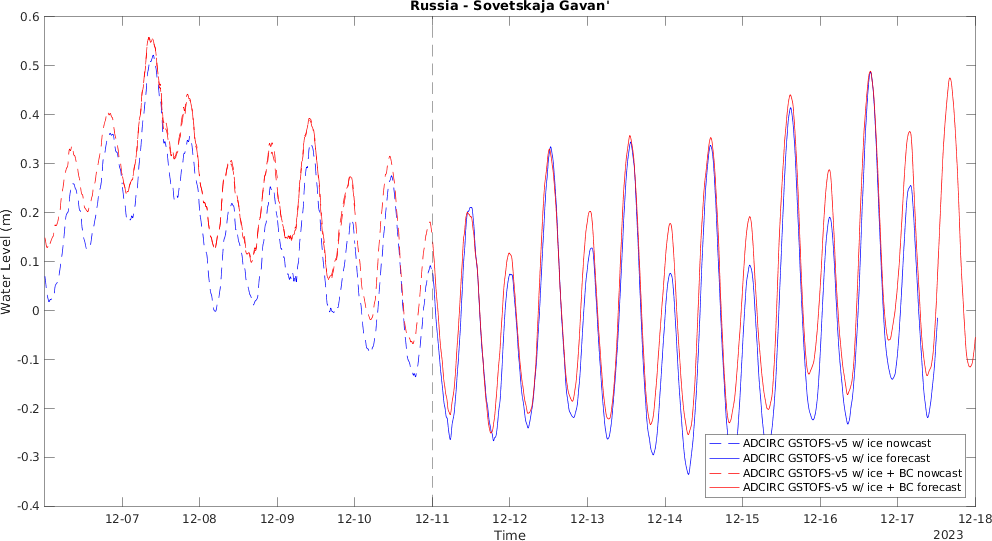 Russia - Sovetskaja Gavan'
Water Level (m)
0.6
0.5
0.4
0.3
0.2
0.1
0
-0.1
-0.2
-0.3
-0.4
ADCIRC GSTOFS-v5 w/ ice nowcast
ADCIRC GSTOFS-v5 w/ ice forecast
ADCIRC GSTOFS-v5 w/ ice + BC nowcast
ADCIRC GSTOFS-v5 w/ ice + BC forecast
12-07 12-08 12-09 12-10 12-11 12-12 12-13 12-14 12-15 12-16 12-17 12-18
Time
2023